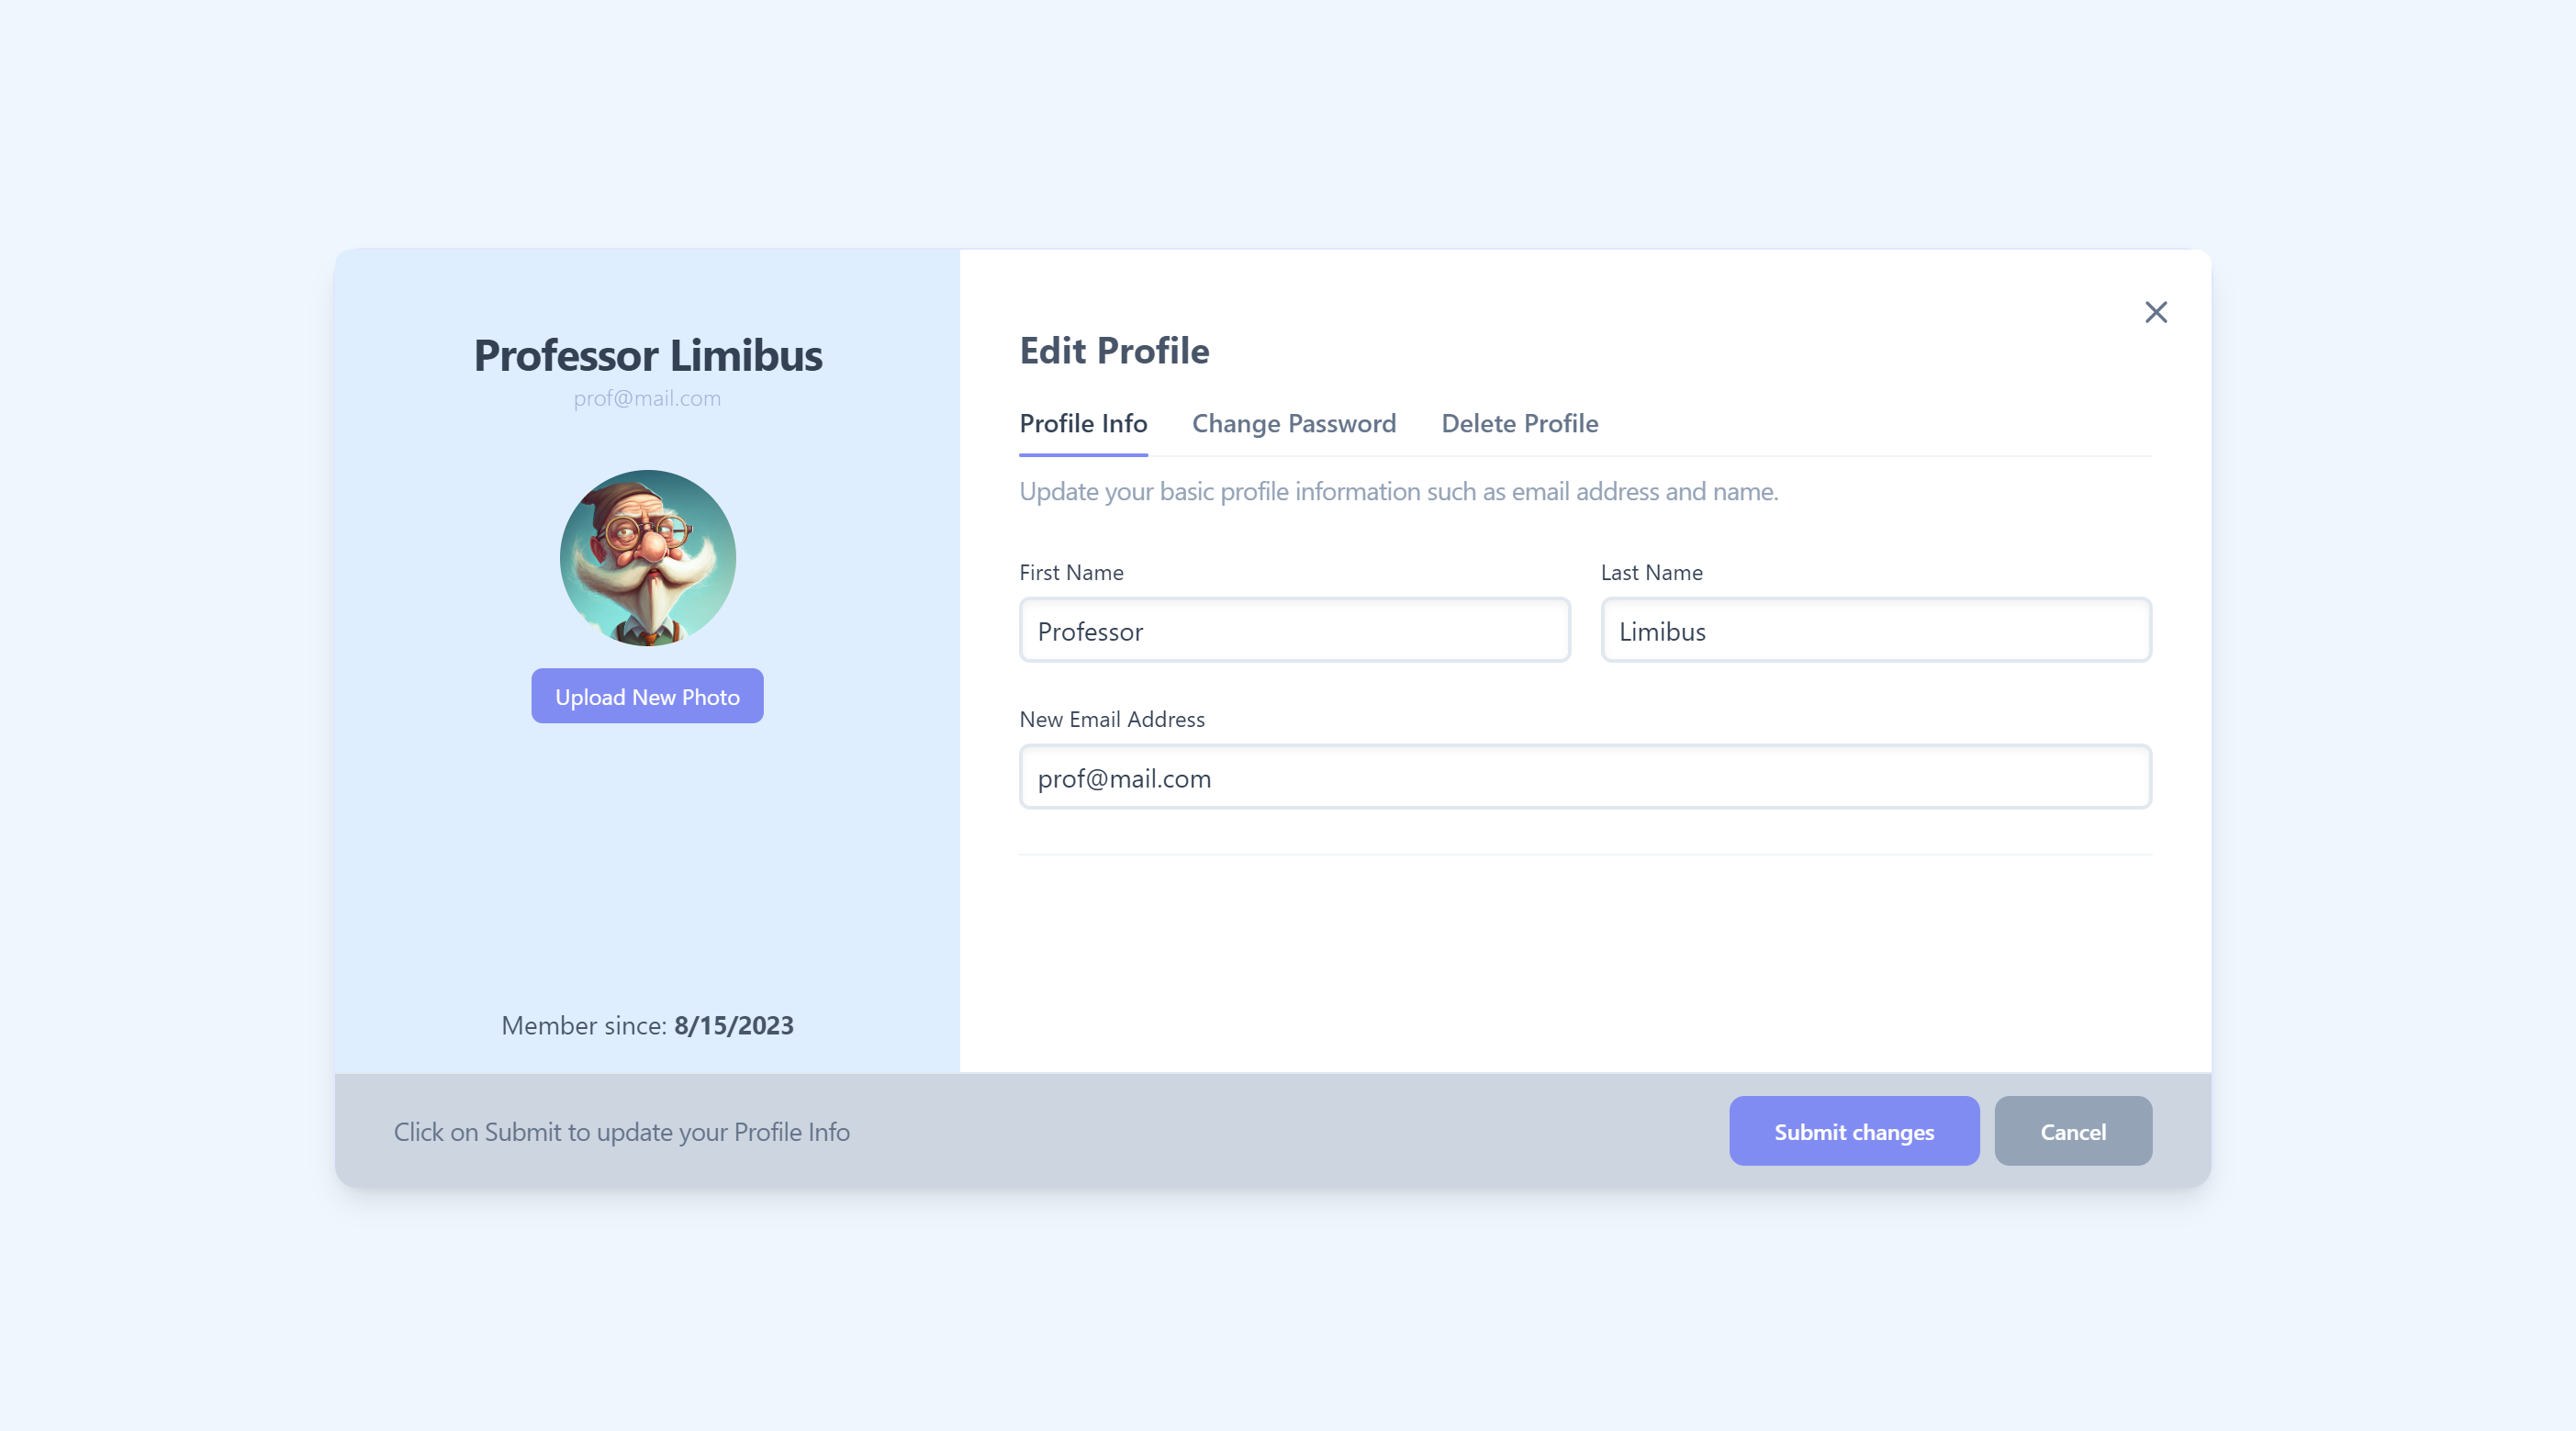 Professor Limibus
prof@mail.com
Upload New Photo
Member since: 8/15/2023
Edit Profile
Profile Info Change Password Delete Profile
Update your basic profile information such as email address and name.
First Name Last Name
Professor Limibus
New Email Address
prof@mail.com
Click on Submit to update your Profile Info
Submit changes Cancel